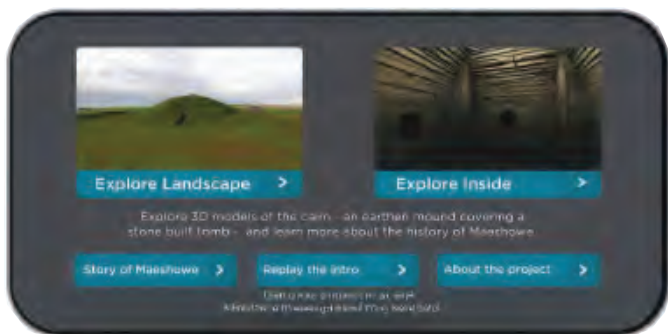 Explore Landscape >
Explore Inside >
Explore 3D models of the cairn - an earthen mound covering a
stone built tomb - and learn more about the history of Maeshowe
Story of Maeshowe >
Replay the intro >
About the project >